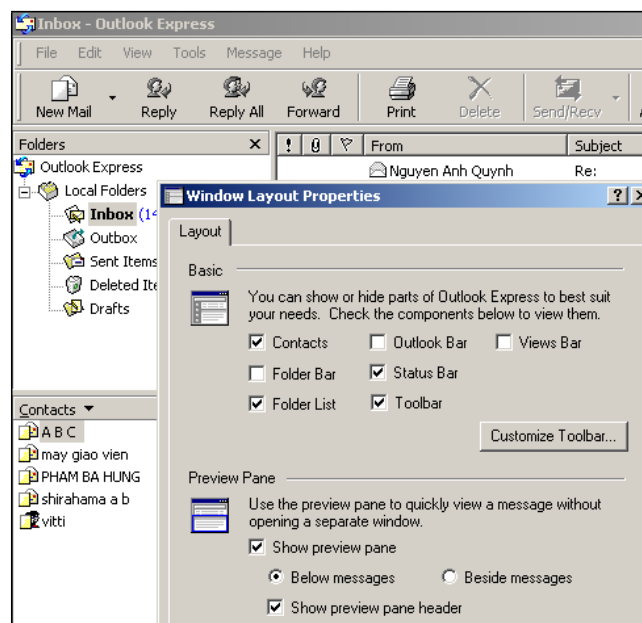 Inbox - Outlook Express
File Edit View Tools Message Help
New Mail Reply Reply All Forward Print Delete Send/Recv
Folders
! From Subject
Outlook Express
Nguyen Anh Quynh Re:
Local Folders
Inbox (14
Outbox
Sent Items
Deleted Ite
Drafts
Window Layout Properties
Layout
Basic
You can show or hide parts of Outlook Express to best suit
your needs. Check the components below to view them.
Contacts Outlook Bar Views Bar
Folder Bar Status Bar
Folder List Toolbar
Customize Toolbar...
Contacts
A B C
may giao vien
PHAM BA HUNG
shirahama a b
vitti
Preview Pane
Use the preview pane to quickly view a message without
opening a separate window.
Show preview pane
Below messages Beside messages
Show preview pane header